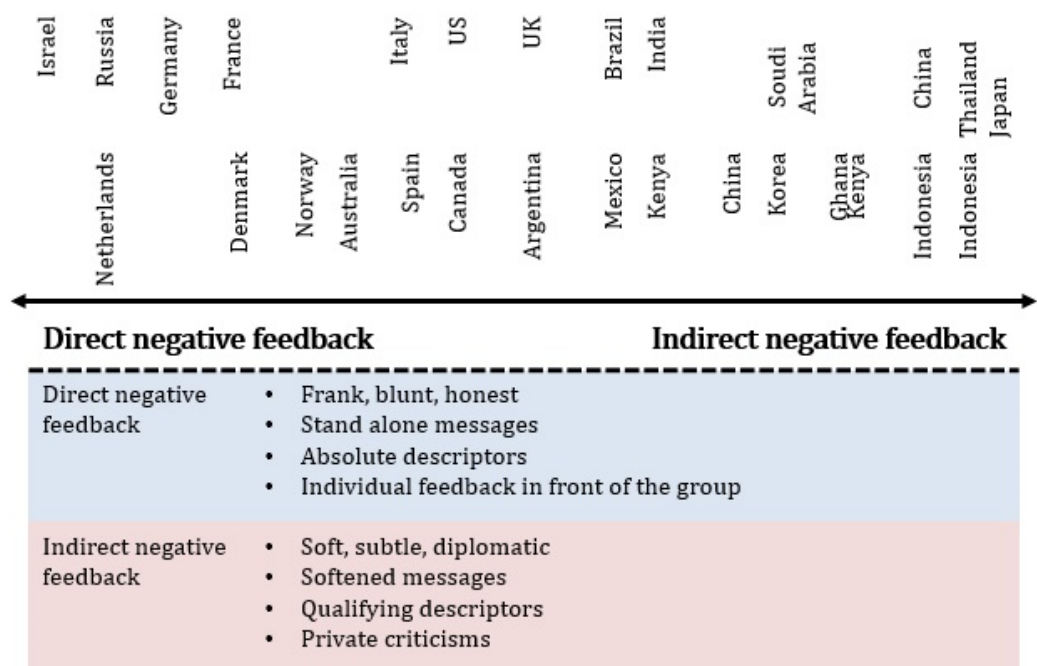 Israel
Russia
Germany
France
Italy
US
UK
Brazil
India
Soudi
Arabia
China
Thailand
Japan
Netherlands
Denmark
Norway
Australia
Spain
Canada
Argentina
Mexico
Kenya
China
Korea
Ghana
Kenya
Indonesia
Indonesia
Direct negative feedback
Indirect negative feedback
Direct negative
feedback
• Frank, blunt, honest
• Stand alone messages
• Absolute descriptors
• Individual feedback in front of the group
Indirect negative
feedback
• Soft, subtle, diplomatic
• Softened messages
• Qualifying descriptors
• Private criticisms